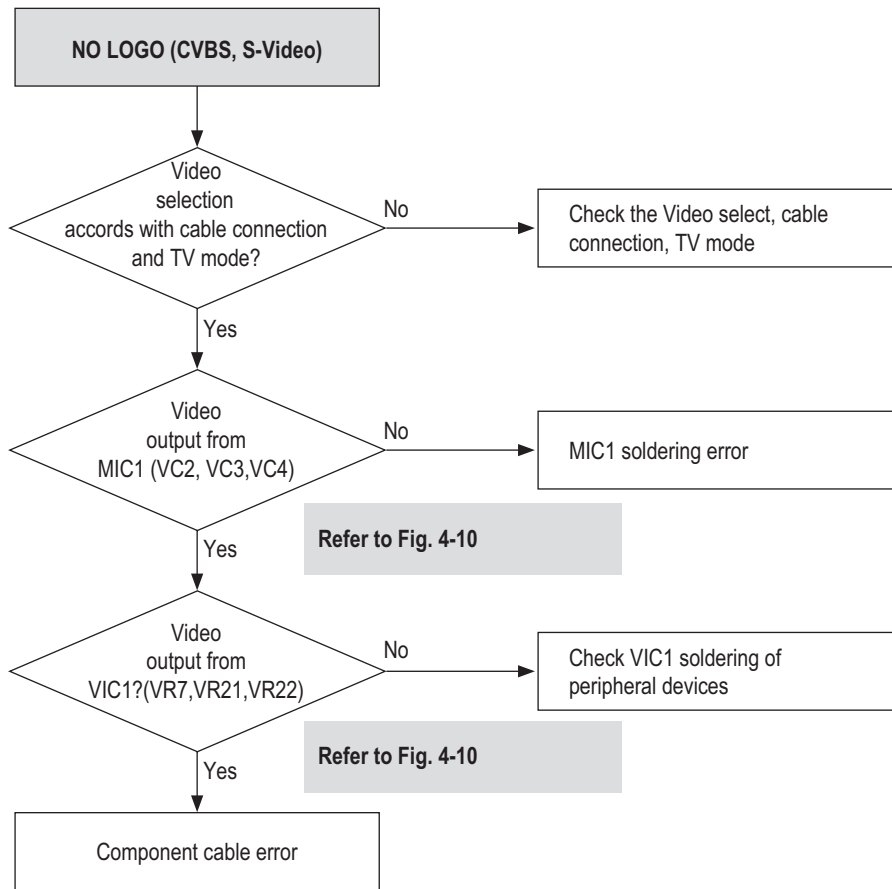 NO LOGO (CVBS, S-Video)
Video
selection
accords with cable connection
and TV mode?
No
Check the Video select, cable
connection, TV mode
Yes
Video
output from
MIC1 (VC2, VC3,VC4)
No
MIC1 soldering error
Refer to Fig. 4-10
Yes
Video
output from
VIC1?(VR7,VR21,VR22)
No
Check VIC1 soldering of
peripheral devices
Refer to Fig. 4-10
Yes
Component cable error